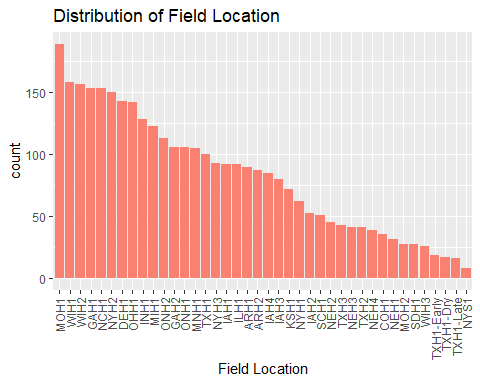 Distribution of Field Location
count
150
100
50
0
MOH1
WIH1
WIH2
GAH1
NCH1
NYH2
DEH1
OHH1
INH1
MIH1
ONH2
GAH2
ONH1
MNH1
TXH1
NYH3
IAH1
ILH1
ARH1
ARH2
IAH4
IAH3
KSH1
NYH1
IAH2
SCH1
NEH2
TXH3
NEH3
TXH2
NEH4
COH1
NEH1
MOH2
SDH1
WIH3
TXH1-Early
TXH1-Dry
TXH1-Late
NYS1
Field Location